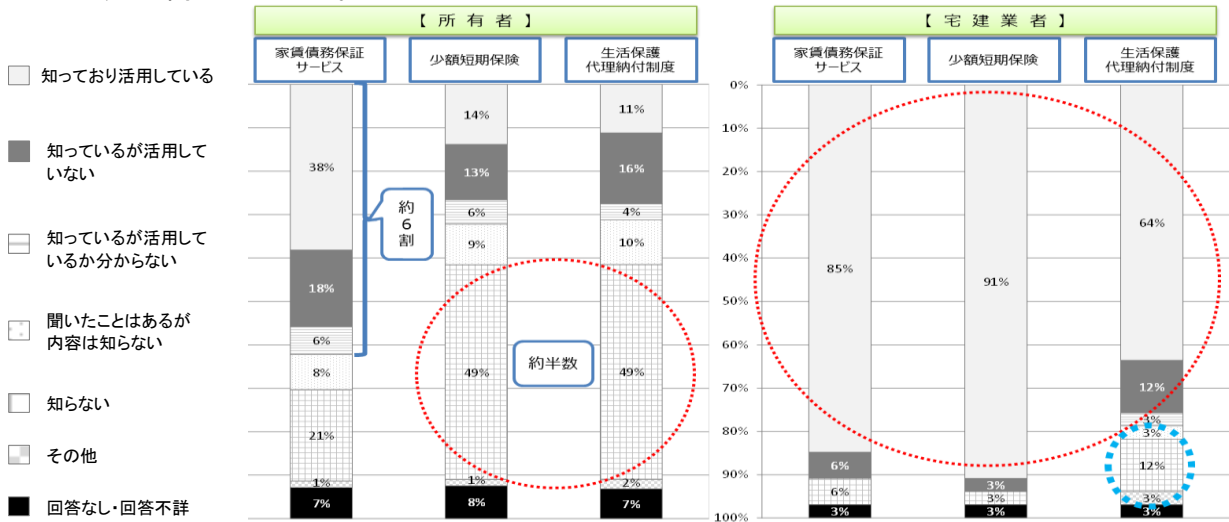 【 所 有 者 】
【 宅 建 業 者 】
家賃債務保証
サービス
少額短期保険
生活保護
代理納付制度
家賃債務保証
サービス
少額短期保険
生活保護
代理納付制度
知っており活用している
知っているが活用して
いない
知っているが活用して
いるか分からない
聞いたことはあるが
内容は知らない
知らない
その他
回答なし・回答不詳
38%
18%
6%
8%
21%
1%
7%
約
6
割
14%
13%
6%
9%
49%
1%
8%
約半数
11%
16%
4%
10%
49%
2%
7%
0%
10%
20%
30%
40%
50%
60%
70%
80%
90%
100%
85%
6%
6%
3%
91%
3%
3%
3%
64%
12%
3%
3%
12%
3%
3%